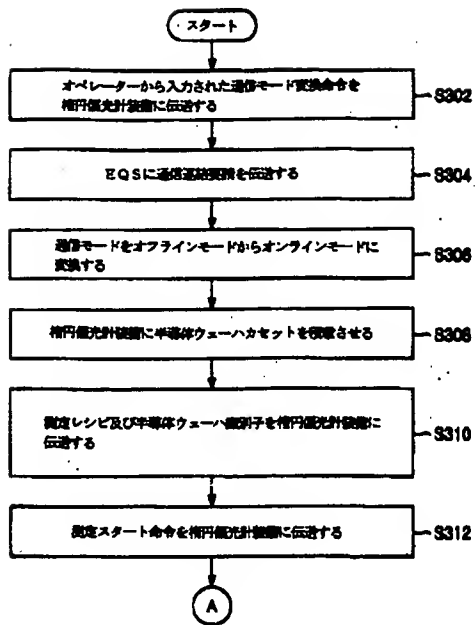 スタート
オペレーターから入力された通信モード変換命令を
楕円偏光計装備に伝送する
S302
EQSに通信連結要請を伝送する
S304
通信モードをオフラインモードからオンラインモードに
変換する
S306
楕円偏光計装備に半導体ウェーハカセットを積載させる
S308
測定レシピ及び半導体ウェーハ識別子を楕円偏光計装備に
伝送する
S310
測定スタート命令を楕円偏光計装備に伝送する
S312
A